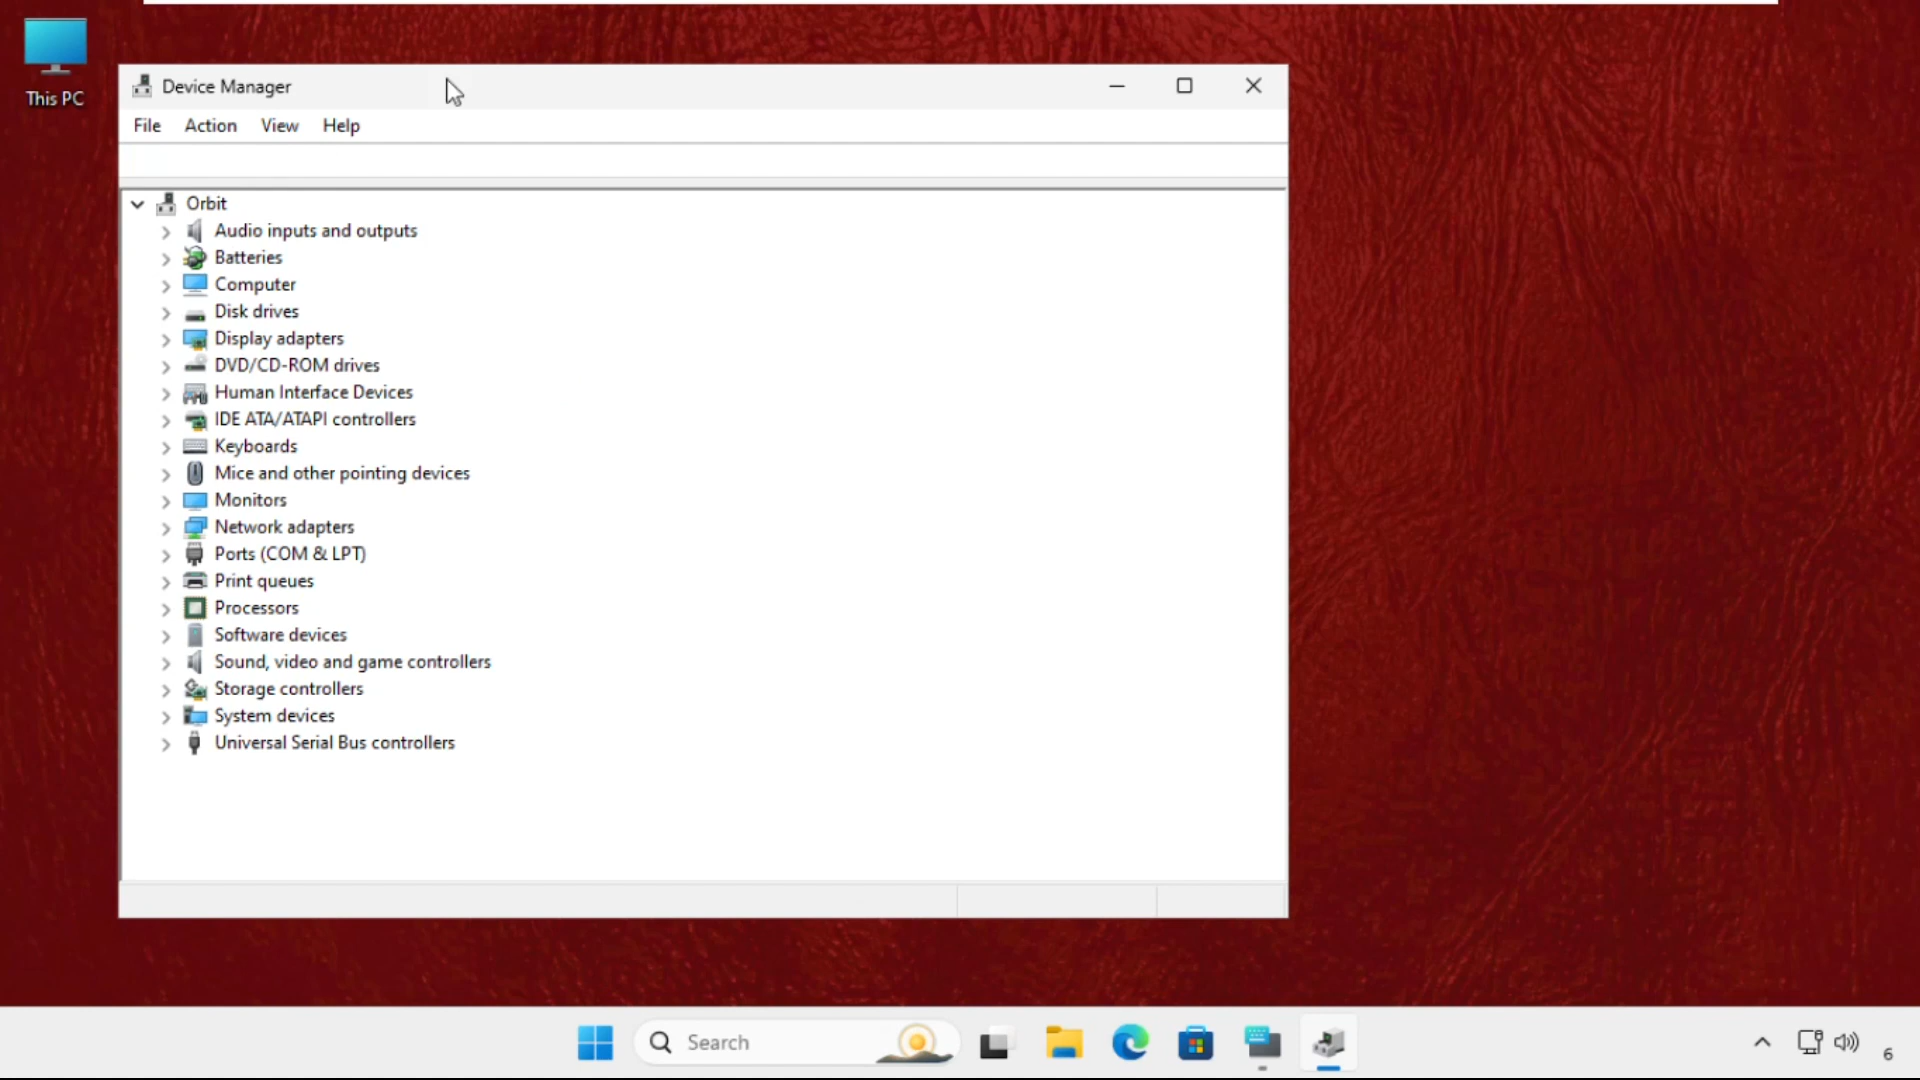 This PC
Device Manager
File Action View Help
Orbit
Audio inputs and outputs
Batteries
Computer
Disk drives
Display adapters
DVD/CD-ROM drives
Human Interface Devices
IDE ATA/ATAPI controllers
Keyboards
Mice and other pointing devices
Monitors
Network adapters
Ports (COM & LPT)
Print queues
Processors
Software devices
Sound, video and game controllers
Storage controllers
System devices
Universal Serial Bus controllers
Search
6